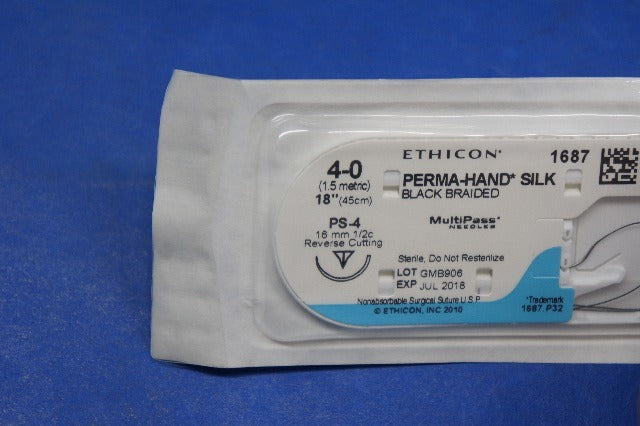 ETHICON*
1687
4-0
(1.5 metric)
18" (45cm)
PERMA-HAND* SILK
BLACK BRAIDED
PS-4
16 mm 1/2c
Reverse Cutting
MultiPass*
NEEDLES
Sterile, Do Not Resterilize
LOT GMB906
EXP JUL 2018
Nonabsorbable Surgical Suture U.S.P.
© ETHICON, INC 2010
*Trademark
1687.P32